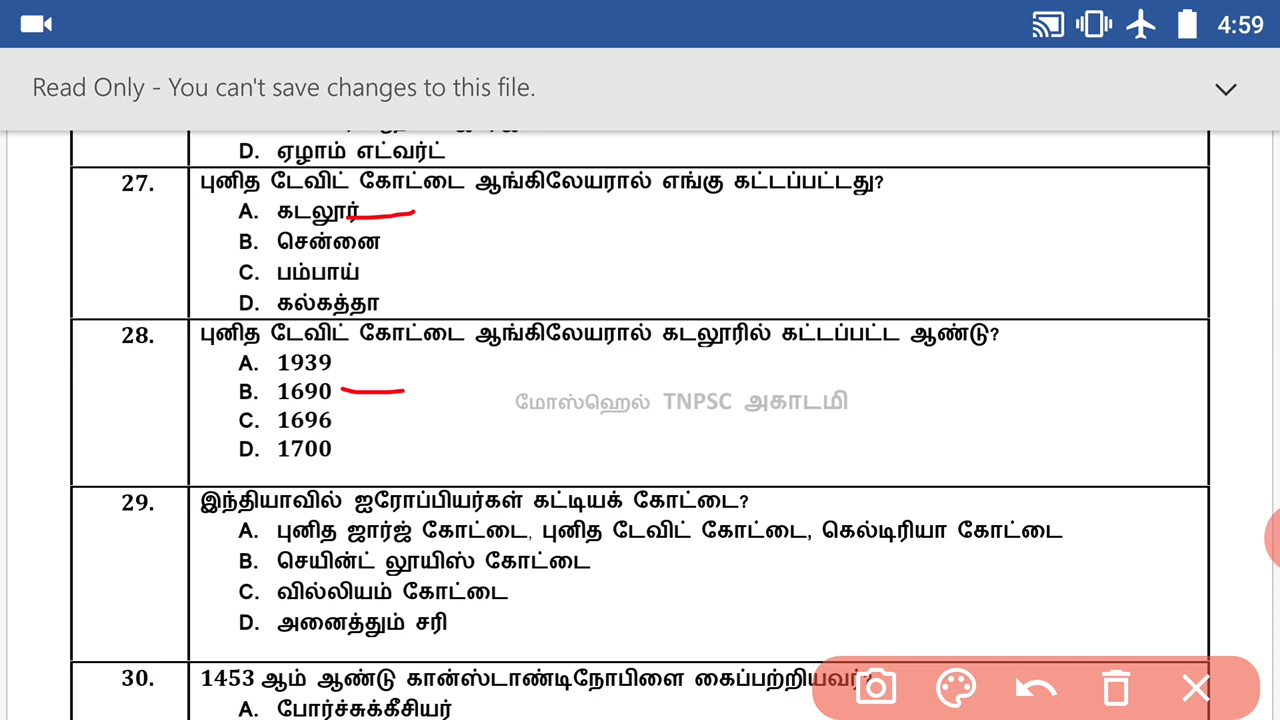 4:59
Read Only - You can't save changes to this file.
D. ஏழாம் எட்வர்ட்
27. புனித டேவிட் கோட்டை ஆங்கிலேயரால் எங்கு கட்டப்பட்டது?
A. கடலூர்
B. சென்னை
C. பம்பாய்
D. கல்கத்தா
28. புனித டேவிட் கோட்டை ஆங்கிலேயரால் கடலூரில் கட்டப்பட்ட ஆண்டு?
A. 1939
B. 1690
மோஸ்ஹெல் TNPSC அகாடமி
C. 1696
D. 1700
29. இந்தியாவில் ஐரோப்பியர்கள் கட்டியக் கோட்டை?
A. புனித ஜார்ஜ் கோட்டை, புனித டேவிட் கோட்டை, கெல்டிரியா கோட்டை
B. செயின்ட் லூயிஸ் கோட்டை
C. வில்லியம் கோட்டை
D. அனைத்தும் சரி
30. 1453 ஆம் ஆண்டு கான்ஸ்டாண்டிநோபிளை கைப்பற்றியவர்?
A. போர்ச்சுக்கீசியர்